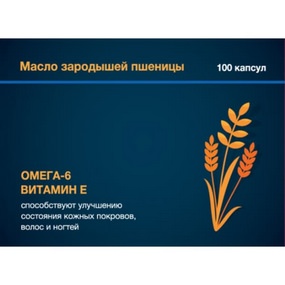 Масло зародышей пшеницы 100 капсул
ОМЕГА-6
ВИТАМИН Е
способствуют улучшению
состояния кожных покровов,
волос и ногтей